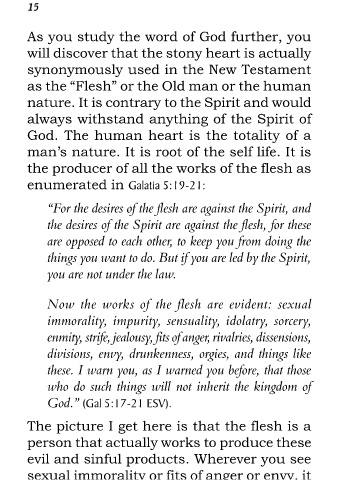 15
As you study the word of God further, you
will discover that the stony heart is actually
synonymously used in the New Testament
as the “Flesh” or the Old man or the human
nature. It is contrary to the Spirit and would
always withstand anything of the Spirit of
God. The human heart is the totality of a
man’s nature. It is root of the self life. It is
the producer of all the works of the flesh as
enumerated in Galatia 5:19-21:
“For the desires of the flesh are against the Spirit, and
the desires of the Spirit are against the flesh, for these
are opposed to each other, to keep you from doing the
things you want to do. But if you are led by the Spirit,
you are not under the law.
Now the works of the flesh are evident: sexual
immorality, impurity, sensuality, idolatry, sorcery,
enmity, strife, jealousy, fits of anger, rivalries, dissensions,
divisions, envy, drunkenness, orgies, and things like
these. I warn you, as I warned you before, that those
who do such things will not inherit the kingdom of
God.” (Gal 5:17-21 ESV).
The picture I get here is that the flesh is a
person that actually works to produce these
evil and sinful products. Wherever you see
sexual immorality or fits of anger or envy, it